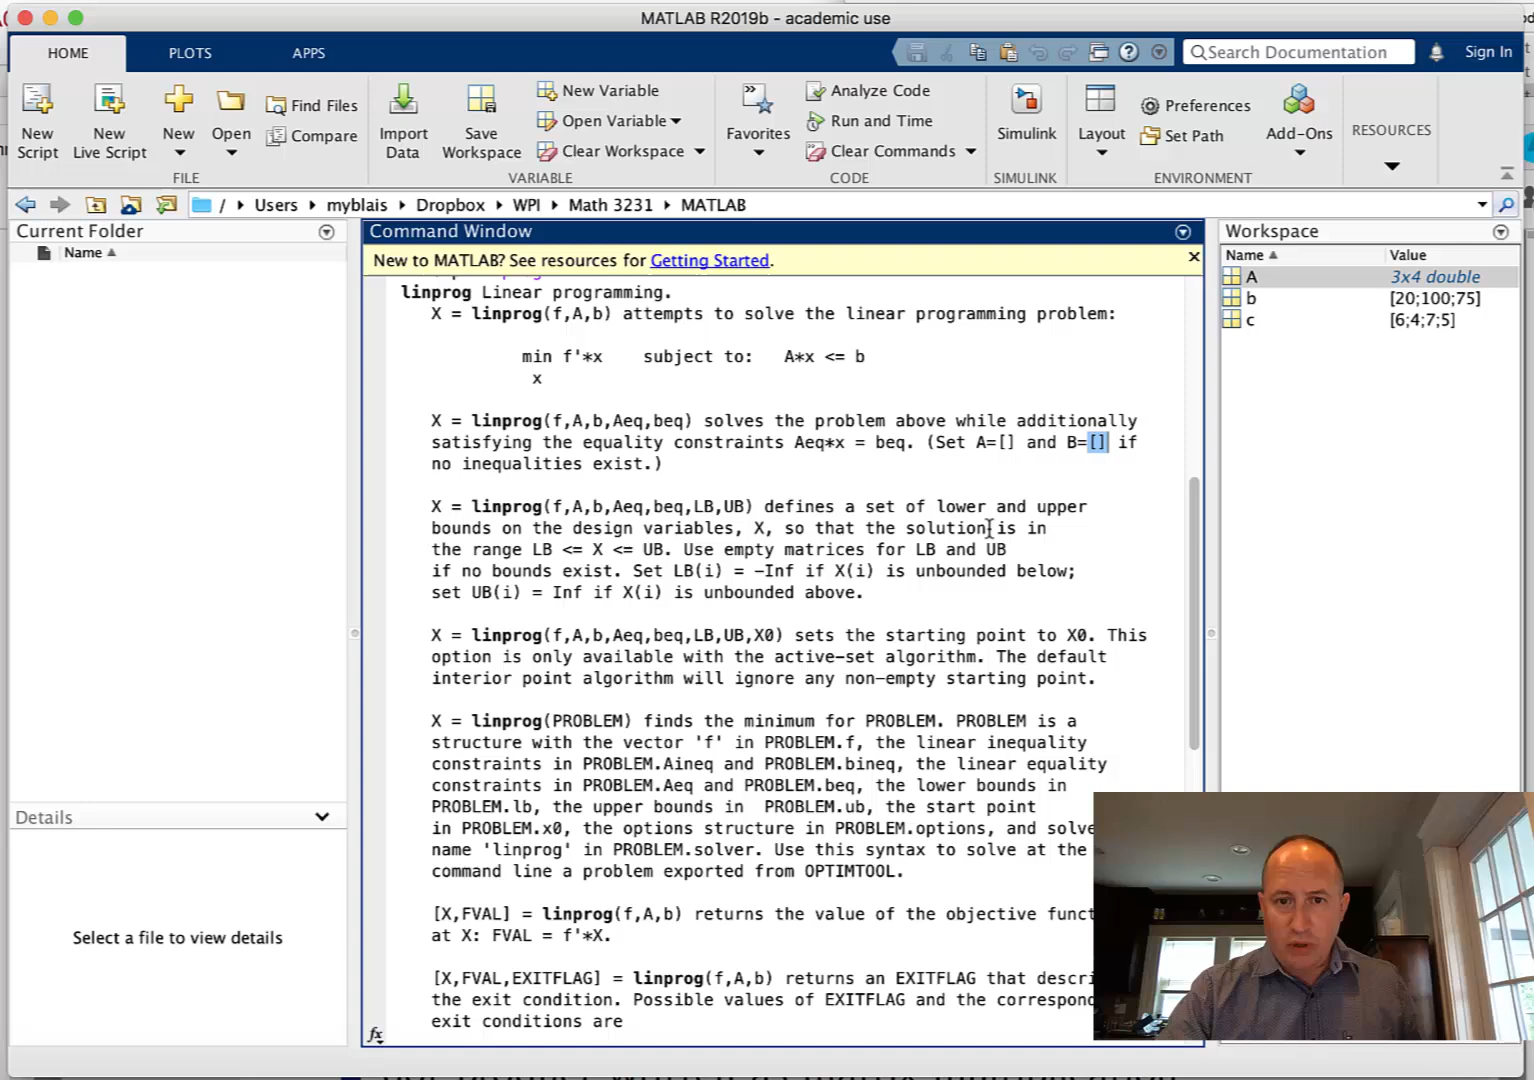 MATLAB R2019b - academic use
HOME PLOTS APPS
Search Documentation Sign In
New Script
New Live Script
New
Open
Find Files
Compare
FILE
Import Data
Save Workspace
New Variable
Open Variable
Clear Workspace
VARIABLE
Favorites
Analyze Code
Run and Time
Clear Commands
CODE
Simulink
SIMULINK
Layout
Preferences
Set Path
Add-Ons
ENVIRONMENT
RESOURCES
/ Users myblais Dropbox WPI Math 3231 MATLAB
Current Folder
Name
Details
Select a file to view details
Command Window
New to MATLAB? See resources for Getting Started.
linprog Linear programming.
X = linprog(f,A,b) attempts to solve the linear programming problem:
min f'*x subject to: A*x <= b
x
X = linprog(f,A,b,Aeq,beq) solves the problem above while additionally
satisfying the equality constraints Aeq*x = beq. (Set A=[] and B=[] if
no inequalities exist.)
X = linprog(f,A,b,Aeq,beq,LB,UB) defines a set of lower and upper
bounds on the design variables, X, so that the solution is in
the range LB <= X <= UB. Use empty matrices for LB and UB
if no bounds exist. Set LB(i) = -Inf if X(i) is unbounded below;
set UB(i) = Inf if X(i) is unbounded above.
X = linprog(f,A,b,Aeq,beq,LB,UB,X0) sets the starting point to X0. This
option is only available with the active-set algorithm. The default
interior point algorithm will ignore any non-empty starting point.
X = linprog(PROBLEM) finds the minimum for PROBLEM. PROBLEM is a
structure with the vector 'f' in PROBLEM.f, the linear inequality
constraints in PROBLEM.Aineq and PROBLEM.bineq, the linear equality
constraints in PROBLEM.Aeq and PROBLEM.beq, the lower bounds in
PROBLEM.lb, the upper bounds in PROBLEM.ub, the start point
in PROBLEM.x0, the options structure in PROBLEM.options, and solve
name 'linprog' in PROBLEM.solver. Use this syntax to solve at the
command line a problem exported from OPTIMTOOL.
[X,FVAL] = linprog(f,A,b) returns the value of the objective funct
at X: FVAL = f'*X.
[X,FVAL,EXITFLAG] = linprog(f,A,b) returns an EXITFLAG that descri
the exit condition. Possible values of EXITFLAG and the correspon
exit conditions are
fx
Workspace
Name Value
A 3x4 double
b [20;100;75]
c [6;4;7;5]